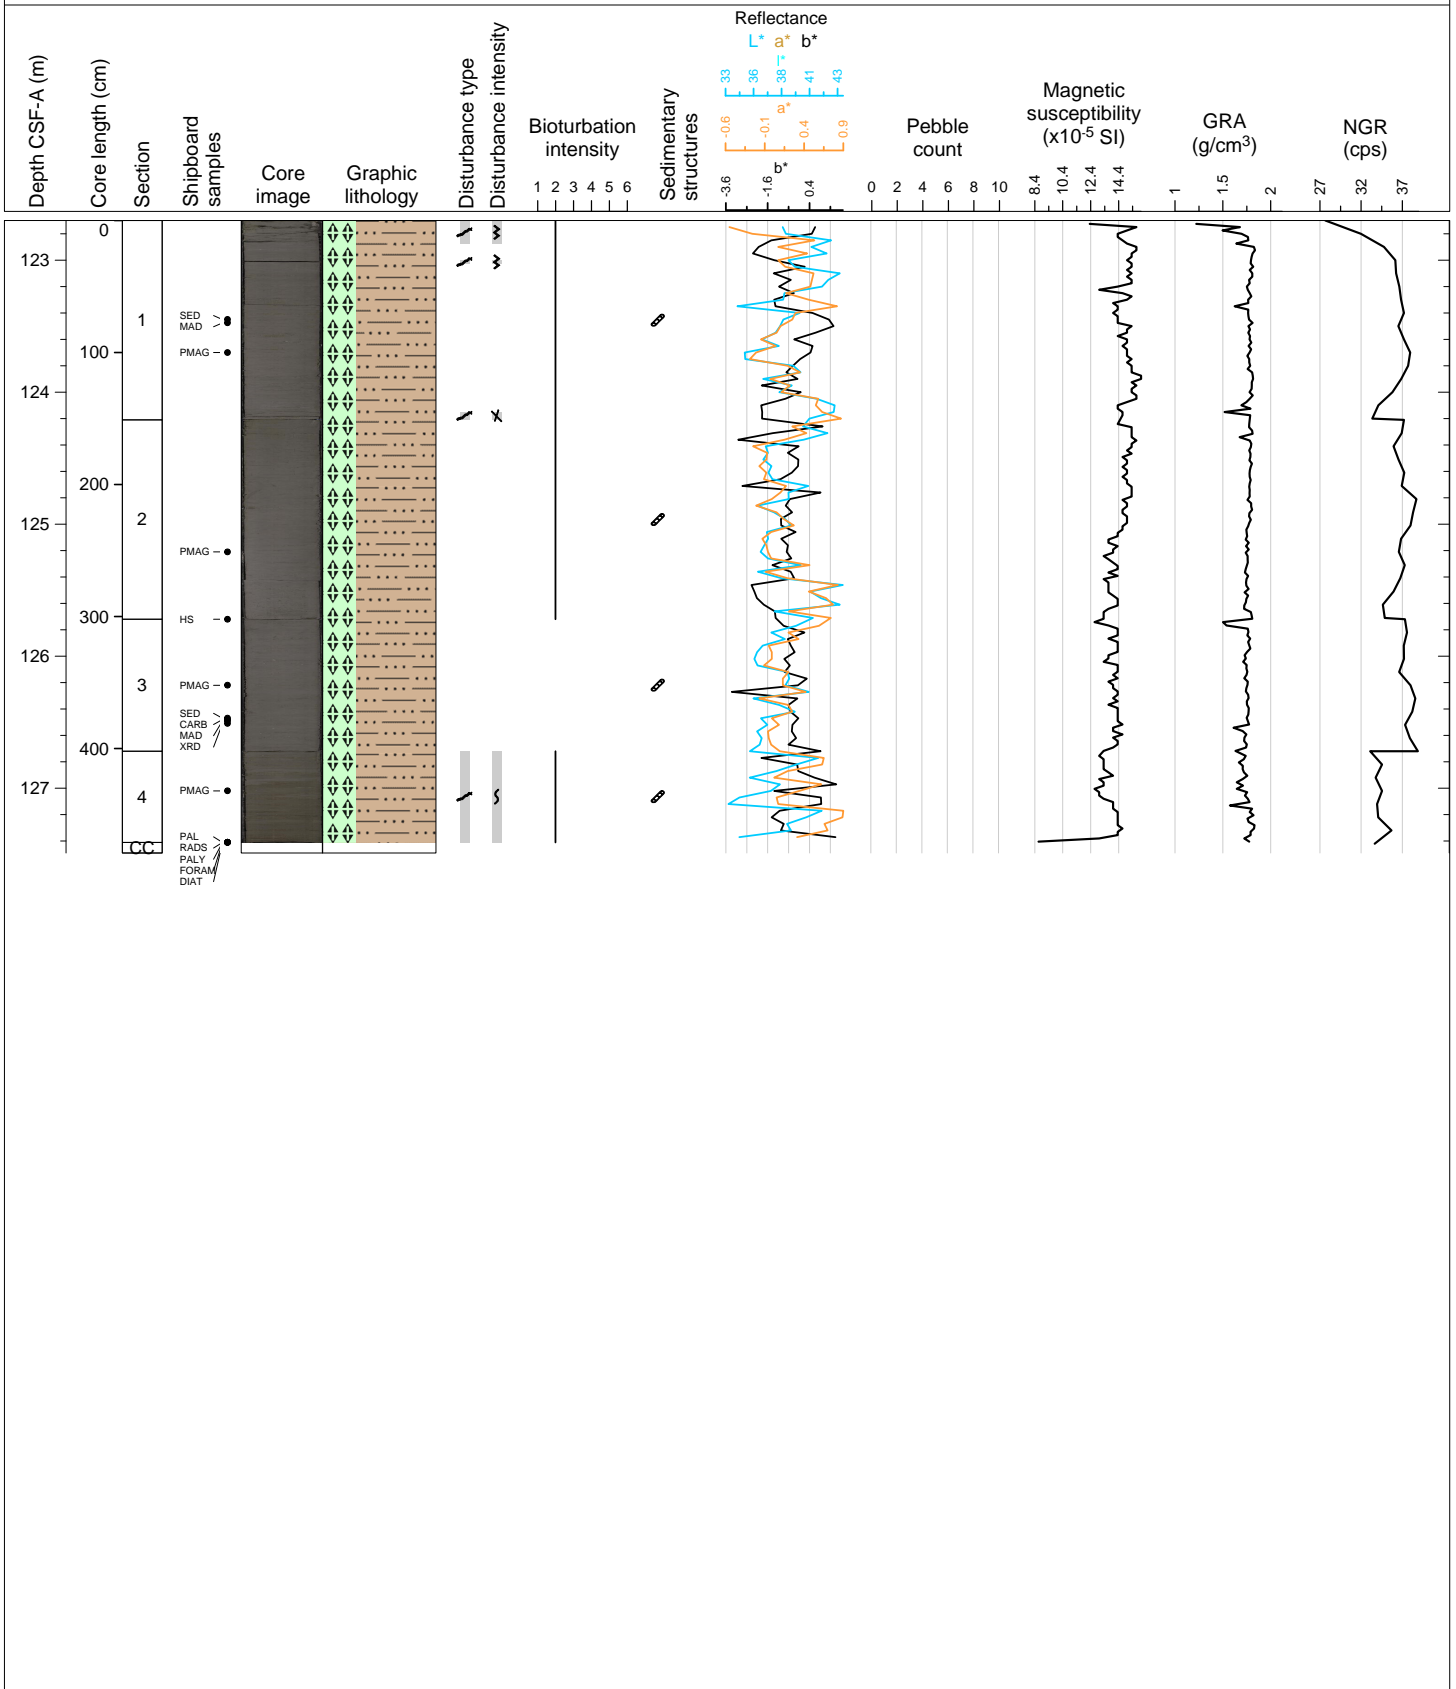 Depth CSF-A (m)
Core length (cm)
Section
Shipboard
samples
Core
image
Graphic
lithology
Disturbance type
Disturbance intensity
Bioturbation
intensity
1 2 3 4 5 6
Sedimentary
structures
Reflectance
L* a* b*
L*
33 36 38 41 43
a*
-0.6 -0.1 0.4 0.9
b*
-3.6 -1.6 0.4
Pebble
count
0 2 4 6 8 10
Magnetic
susceptibility
(x10-5 SI)
8.4 10.4 12.4 14.4
GRA
(g/cm3)
1 1.5 2
NGR
(cps)
27 32 37
0
123
1
SED
MAD
100
PMAG
124
200
2
125
PMAG
300
HS
126
3
PMAG
SED
CARB
MAD
XRD
400
127
4
PMAG
PAL
CC
RADS
PALY
FORAM
DIAT